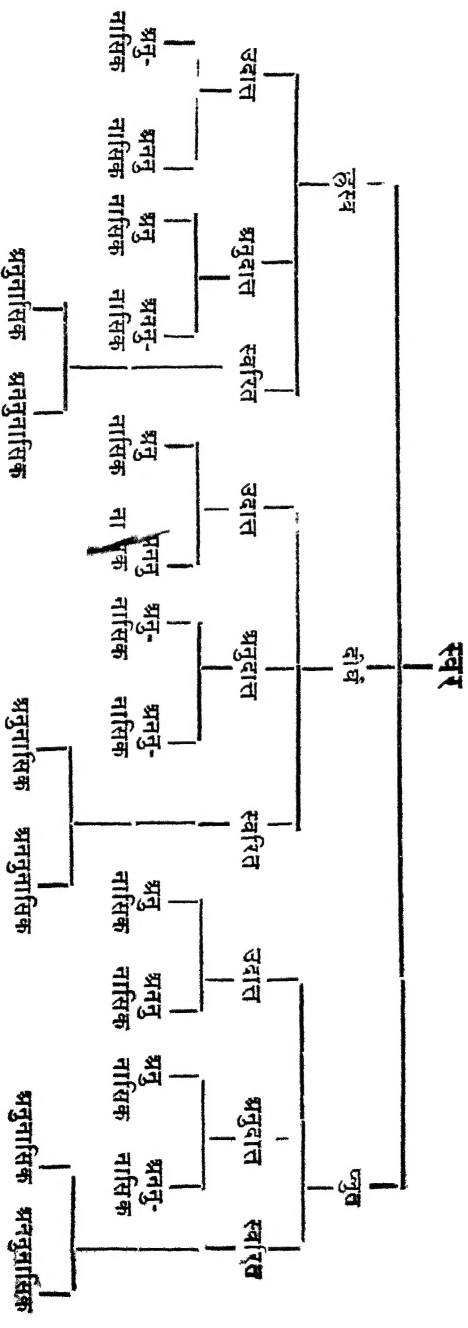 स्वर
ह्रस्व
दीर्घ
प्लुत
उदात्त
अनुदात्त
स्वरित
उदात्त
अनुदात्त
स्वरित
उदात्त
अनुदात्त
स्वरित
अनु-
नासिक
अननु
नासिक
अनु
नासिक
अननु-
नासिक
अनु
नासिक
अननु
अनु-
नासिक
अननु-
नासिक
अनु
नासिक
अननु
नासिक
अनु
नासिक
अननु-
नासिक
अनुनासिक
अननुनासिक
अनुनासिक
अननुनासिक
अनुनासिक
अननुनासिक